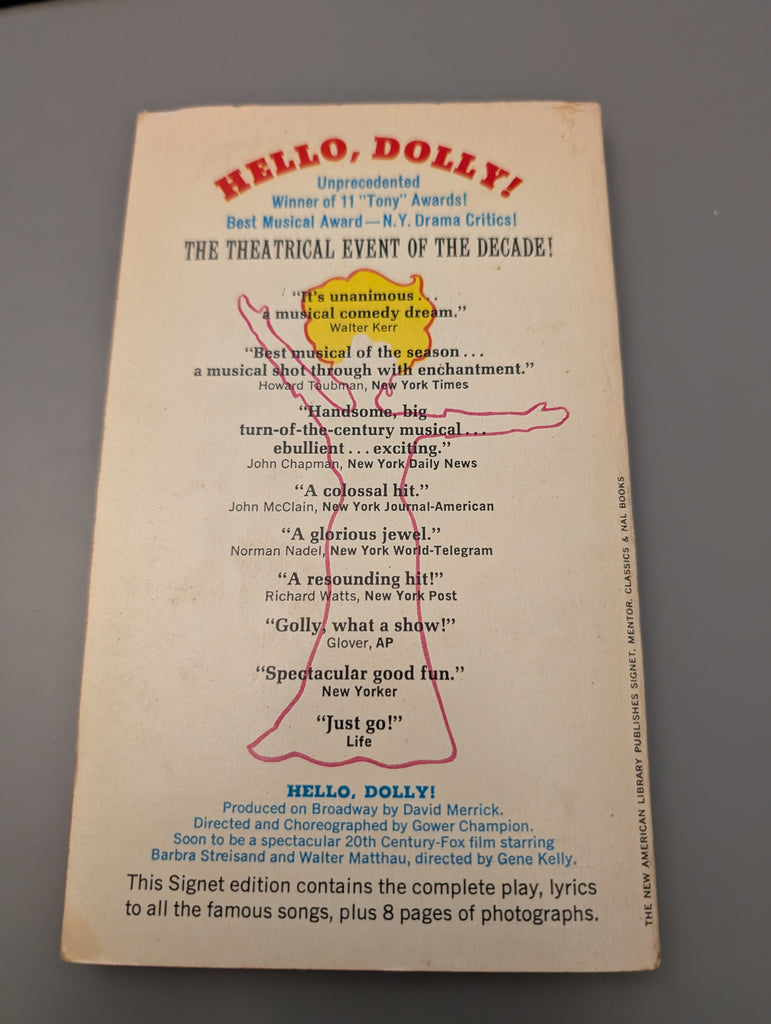 HELLO, DOLLY!
Unprecedented
Winner of 11 "Tony" Awards!
Best Musical Award—N.Y. Drama Critics!
THE THEATRICAL EVENT OF THE DECADE!
"It's unanimous...
a musical comedy dream."
Walter Kerr
"Best musical of the season...
a musical shot through with enchantment."
Howard Taubman, New York Times
"Handsome, big
turn-of-the-century musical...
ebullient...exciting."
John Chapman, New York Daily News
"A colossal hit."
John McClain, New York Journal-American
"A glorious jewel."
Norman Nadel, New York World-Telegram
"A resounding hit!"
Richard Watts, New York Post
"Golly, what a show!"
Glover, AP
"Spectacular good fun."
New Yorker
"Just go!"
Life
HELLO, DOLLY!
Produced on Broadway by David Merrick.
Directed and Choreographed by Gower Champion.
Soon to be a spectacular 20th Century-Fox film starring
Barbra Streisand and Walter Matthau, directed by Gene Kelly.
This Signet edition contains the complete play, lyrics
to all the famous songs, plus 8 pages of photographs.
THE NEW AMERICAN LIBRARY PUBLISHES SIGNET, MENTOR, CLASSICS & NAL BOOKS